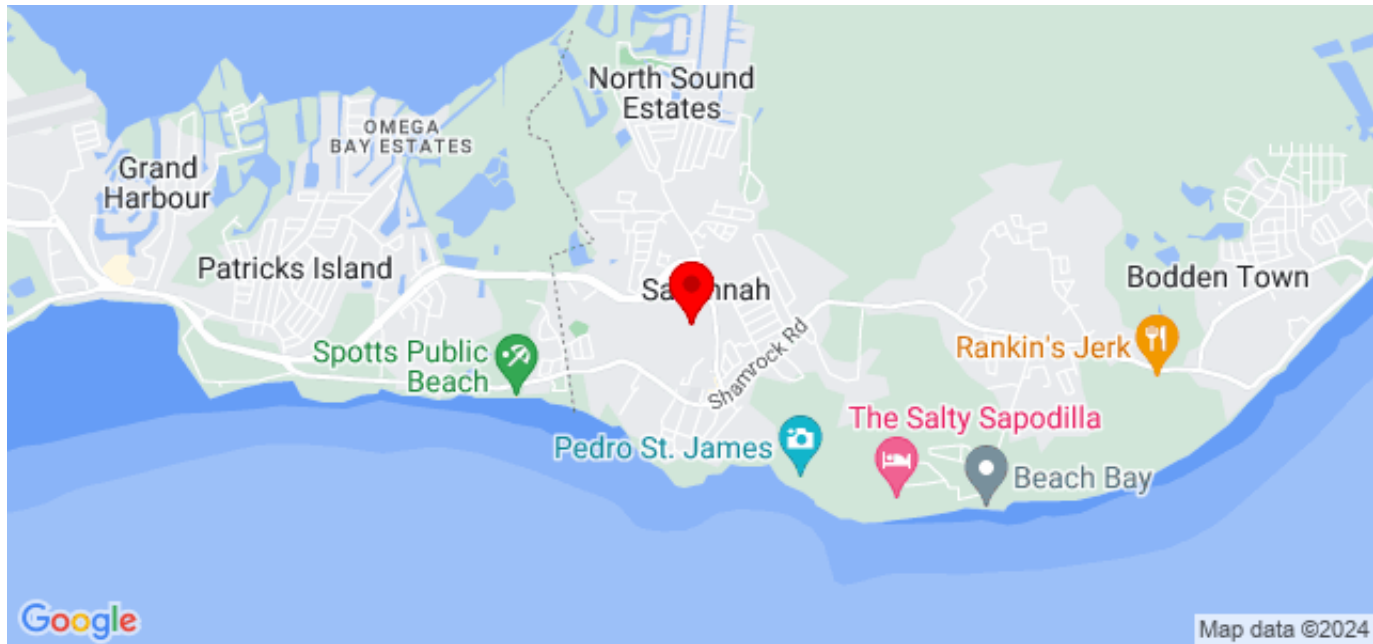 North Sound
Estates
OMEGA
BAY ESTATES
Grand
Harbour
Patricks Island
Bodden Town
Shamrock Rd
Spotts Public
Beach
Rankin's Jerk
The Salty Sapodilla
Pedro St. James
Beach Bay
Google
Map data ©2024